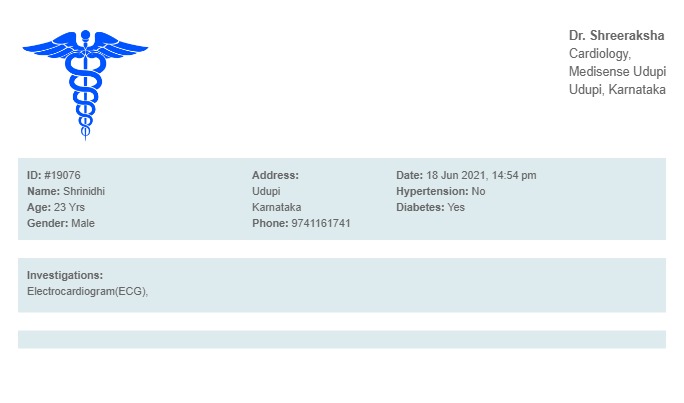 Dr. Shreeraksha
Cardiology,
Medisense Udupi
Udupi, Karnataka
ID: #19076
Name: Shrinidhi
Age: 23 Yrs
Gender: Male
Address:
Udupi
Karnataka
Phone: 9741161741
Date: 18 Jun 2021, 14:54 pm
Hypertension: No
Diabetes: Yes
Investigations:
Electrocardiogram(ECG),